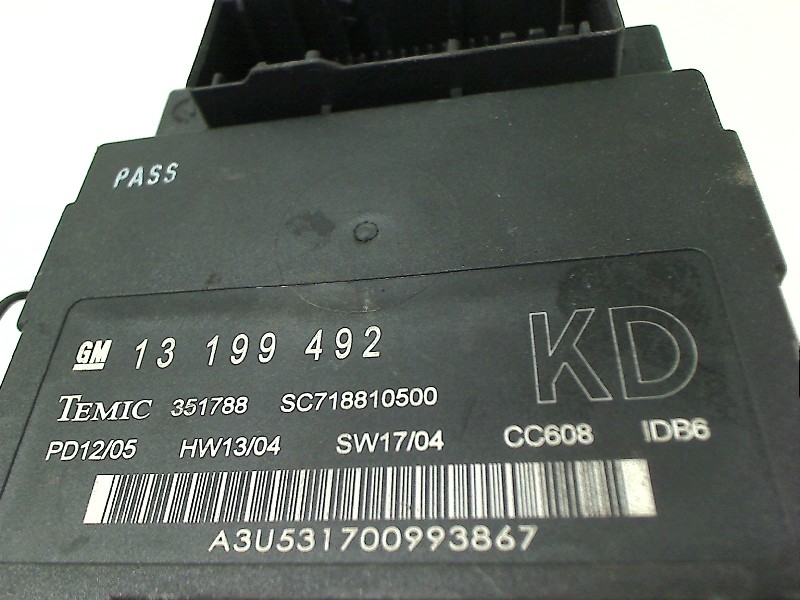 PASS
GM 13 199 492 KD
TEMIC 351788 SC718810500
PD12/05 HW13/04 SW17/04 CC608 IDB6
A3U531700993867